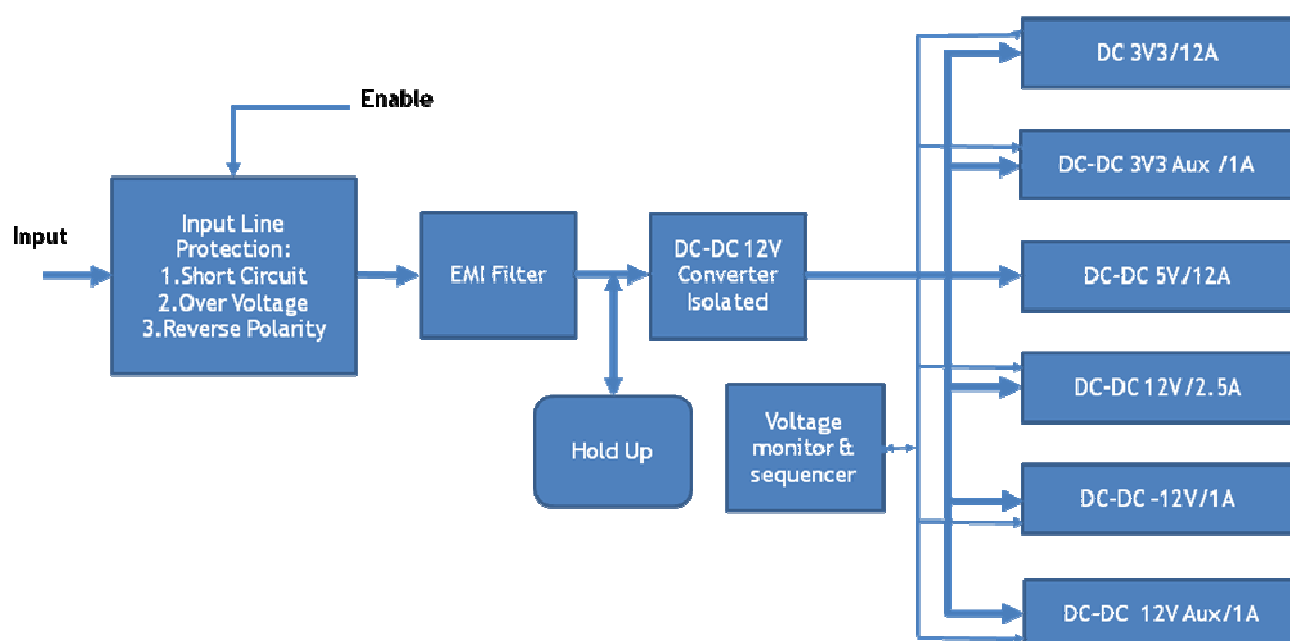 Enable
Input
Input Line
Protection:
1.Short Circuit
2.Over Voltage
3.Reverse Polarity
EMI Filter
DC-DC 12V
Converter
Isolated
Hold Up
Voltage
monitor &
sequencer
DC 3V3/12A
DC-DC 3V3 Aux /1A
DC-DC 5V/12A
DC-DC 12V/2.5A
DC-DC -12V/1A
DC-DC 12V Aux/1A